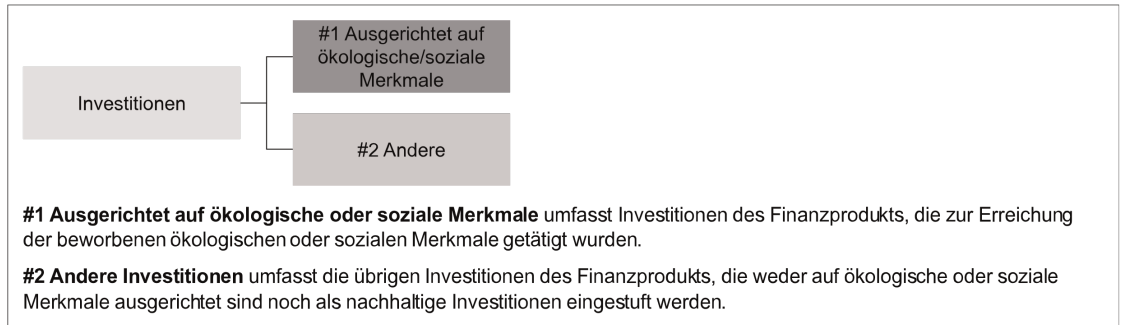 #1 Ausgerichtet auf
ökologische/soziale
Merkmale
Investitionen
#2 Andere
#1 Ausgerichtet auf ökologische oder soziale Merkmale umfasst Investitionen des Finanzprodukts, die zur Erreichung
der beworbenen ökologischen oder sozialen Merkmale getätigt wurden.
#2 Andere Investitionen umfasst die übrigen Investitionen des Finanzprodukts, die weder auf ökologische oder soziale
Merkmale ausgerichtet sind noch als nachhaltige Investitionen eingestuft werden.